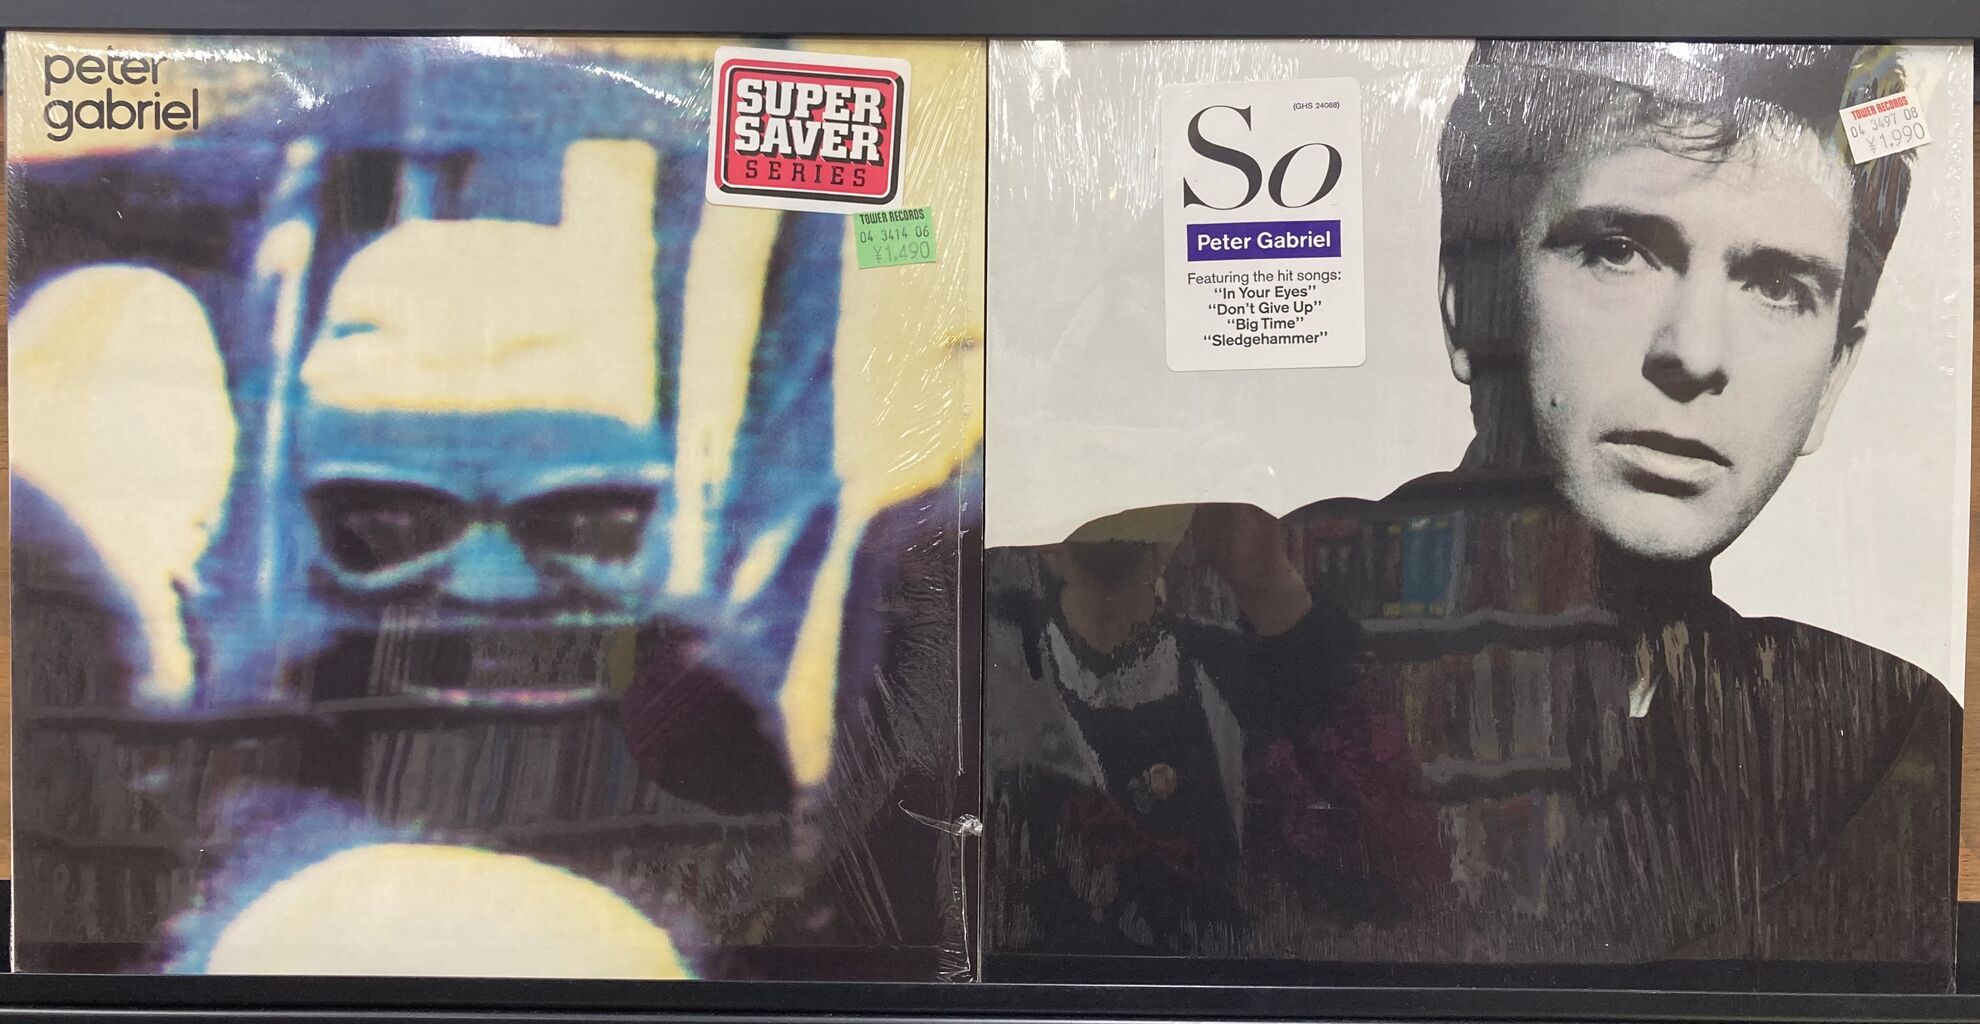 peter
gabriel
SUPER
SAVER
SERIES
TOWER RECORDS
04 3414 06
¥1,490
So
(GHS 24088)
Peter Gabriel
Featuring the hit songs:
“In Your Eyes”
“Don’t Give Up”
“Big Time”
“Sledgehammer”
TOWER RECORDS
04 3497 08
¥1,990